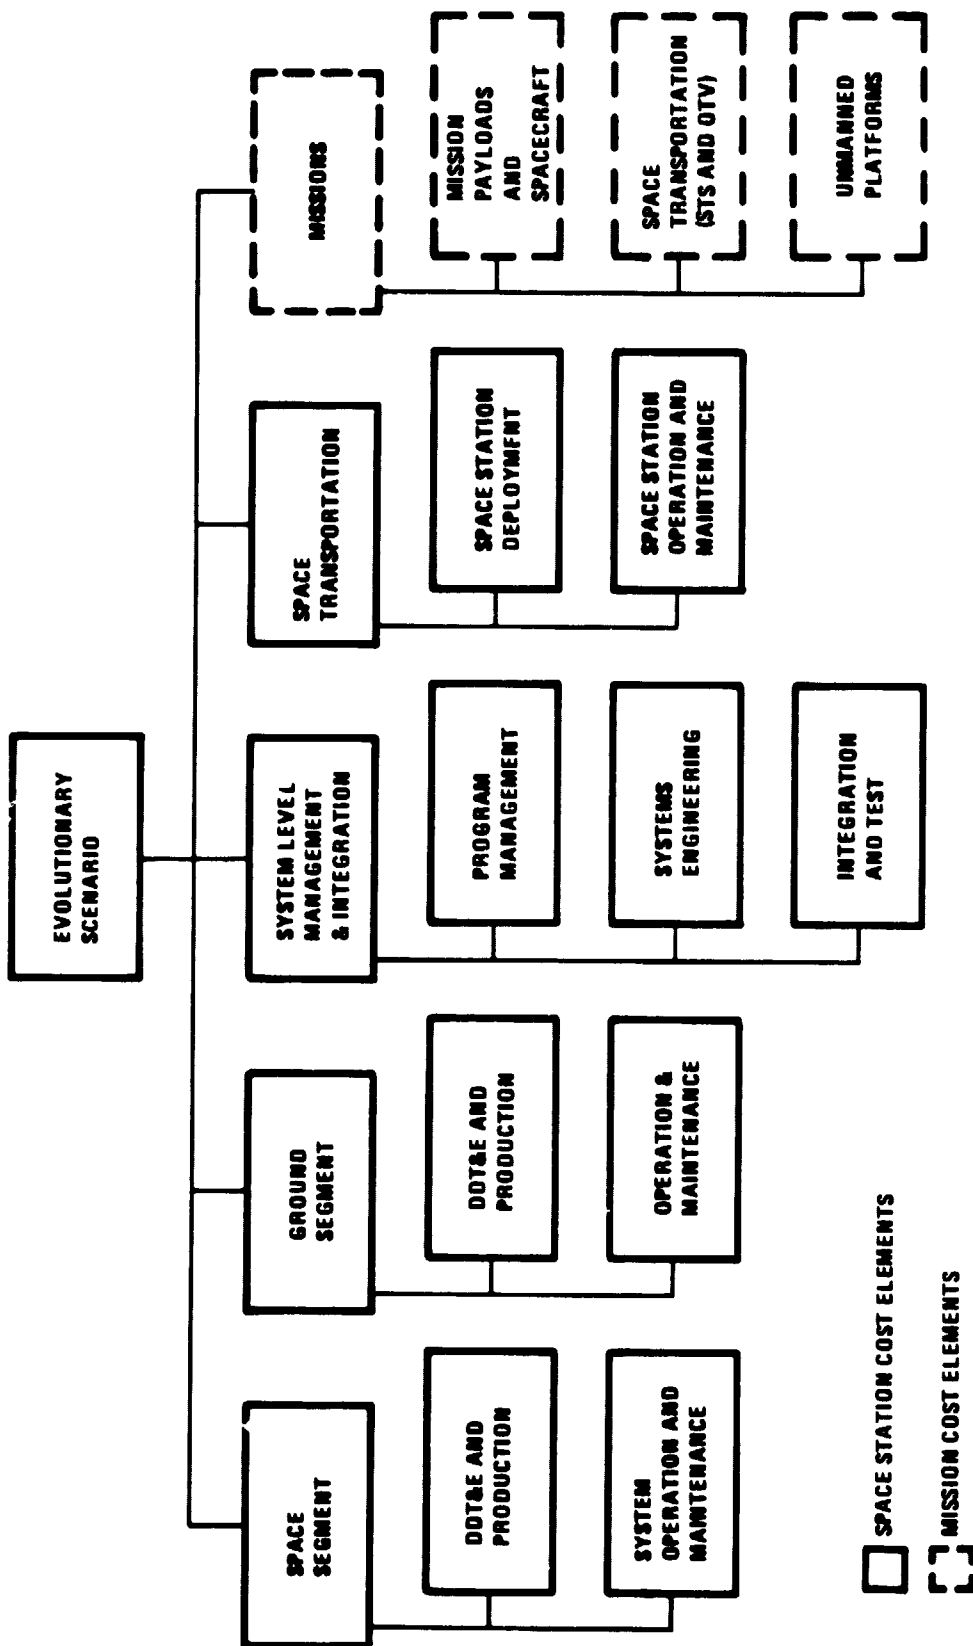 EVOLUTIONARY
SCENARIO
SPACE
SEGMENT
DDT&E AND
PRODUCTION
SYSTEM
OPERATION AND
MAINTENANCE
GROUND
SEGMENT
DDT&E AND
PRODUCTION
OPERATION &
MAINTENANCE
SYSTEM LEVEL
MANAGEMENT
& INTEGRATION
PROGRAM
MANAGEMENT
SYSTEMS
ENGINEERING
INTEGRATION
AND TEST
SPACE
TRANSPORTATION
SPACE STATION
DEPLOYMENT
SPACE STATION
OPERATION AND
MAINTENANCE
MISSIONS
MISSION
PAYLOADS
AND
SPACECRAFT
SPACE
TRANSPORTATION
(STS AND OTV)
UNMANNED
PLATFORMS
SPACE STATION COST ELEMENTS
MISSION COST ELEMENTS